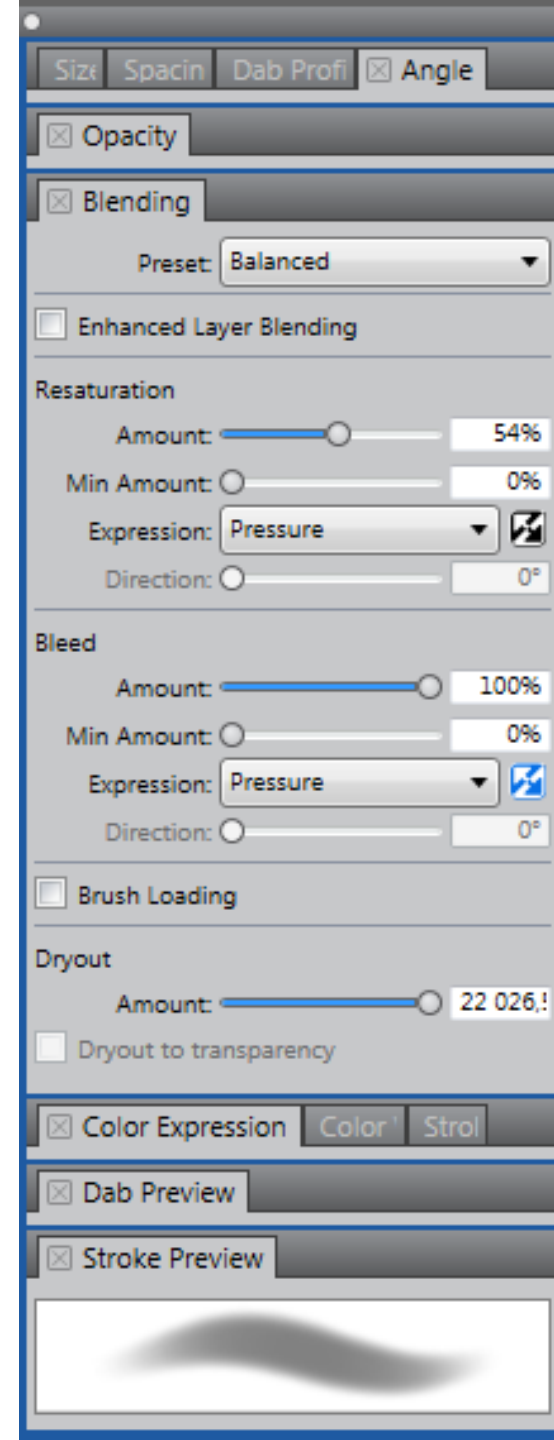 Size Spacin Dab Profi Angle
Opacity
Blending
Preset: Balanced
Enhanced Layer Blending
Resaturation
Amount: 54%
Min Amount: 0%
Expression: Pressure
Direction: 0°
Bleed
Amount: 100%
Min Amount: 0%
Expression: Pressure
Direction: 0°
Brush Loading
Dryout
Amount: 22 026,5
Dryout to transparency
Color Expression Color Strol
Dab Preview
Stroke Preview